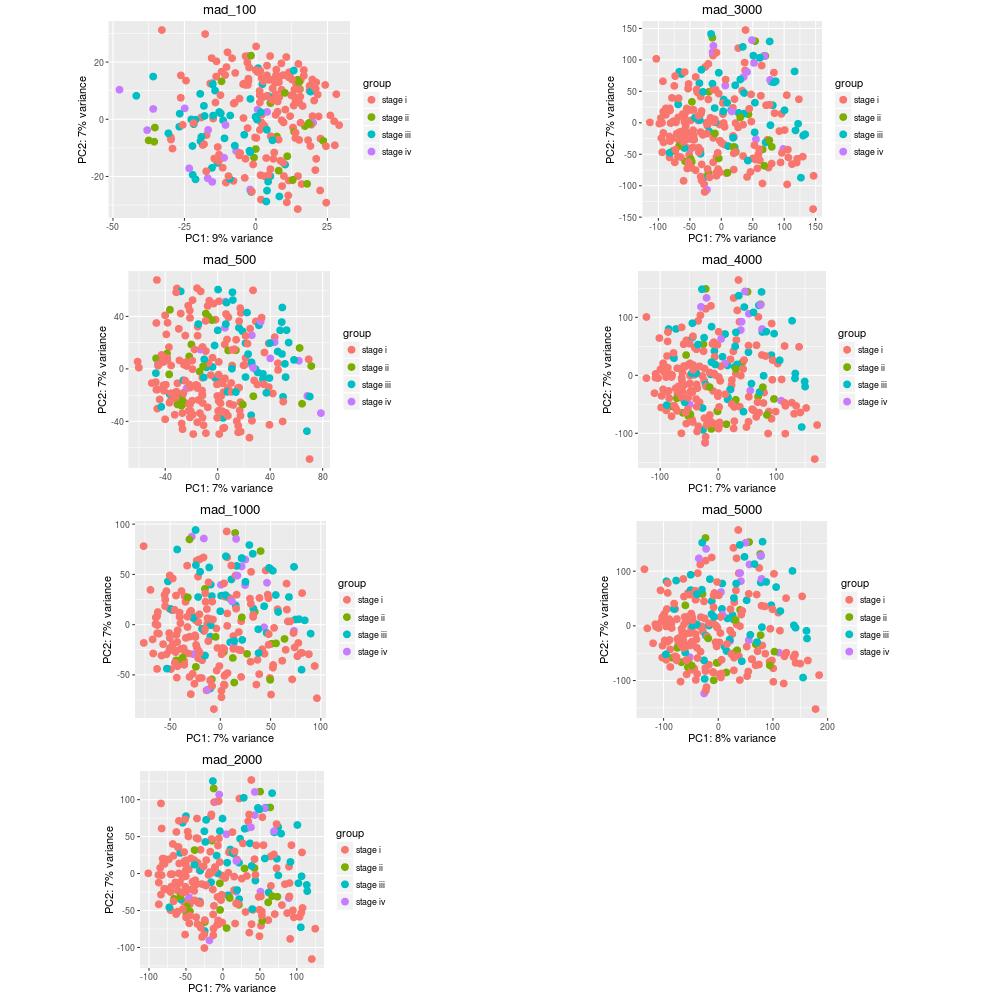 mad_100
PC2: 7% variance
20
0
-20
-50
-25
0
25
PC1: 9% variance
group
stage i
stage ii
stage iii
stage iv
mad_3000
PC2: 7% variance
150
100
50
0
-50
-100
-150
-100
-50
0
50
100
150
PC1: 7% variance
group
stage i
stage ii
stage iii
stage iv
mad_500
PC2: 7% variance
40
0
-40
-40
0
40
80
PC1: 7% variance
group
stage i
stage ii
stage iii
stage iv
mad_4000
PC2: 7% variance
100
0
-100
-100
0
100
PC1: 7% variance
group
stage i
stage ii
stage iii
stage iv
mad_1000
PC2: 7% variance
100
50
0
-50
-50
0
50
100
PC1: 7% variance
group
stage i
stage ii
stage iii
stage iv
mad_5000
PC2: 7% variance
100
0
-100
-100
0
100
200
PC1: 8% variance
group
stage i
stage ii
stage iii
stage iv
mad_2000
PC2: 7% variance
100
50
0
-50
-100
-100
-50
0
50
100
PC1: 7% variance
group
stage i
stage ii
stage iii
stage iv